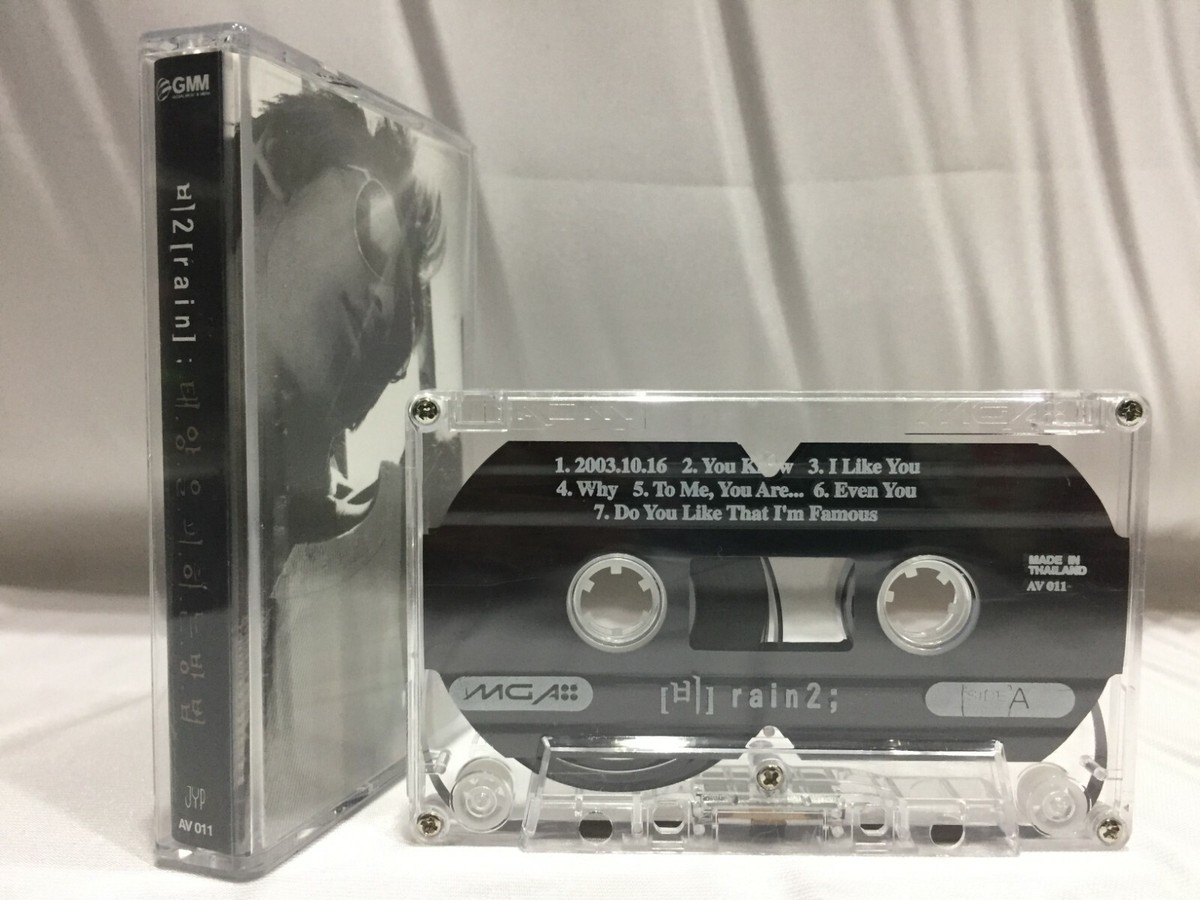 GMM
비2[rain]: 태양을 피하는 방법
JYP
AV 011
1. 2003.10.16 2. You Know 3. I Like You
4. Why 5. To Me, You Are... 6. Even You
7. Do You Like That I'm Famous
MADE IN
THAILAND
AV 011
MGA
[비] rain2;
SIDE A